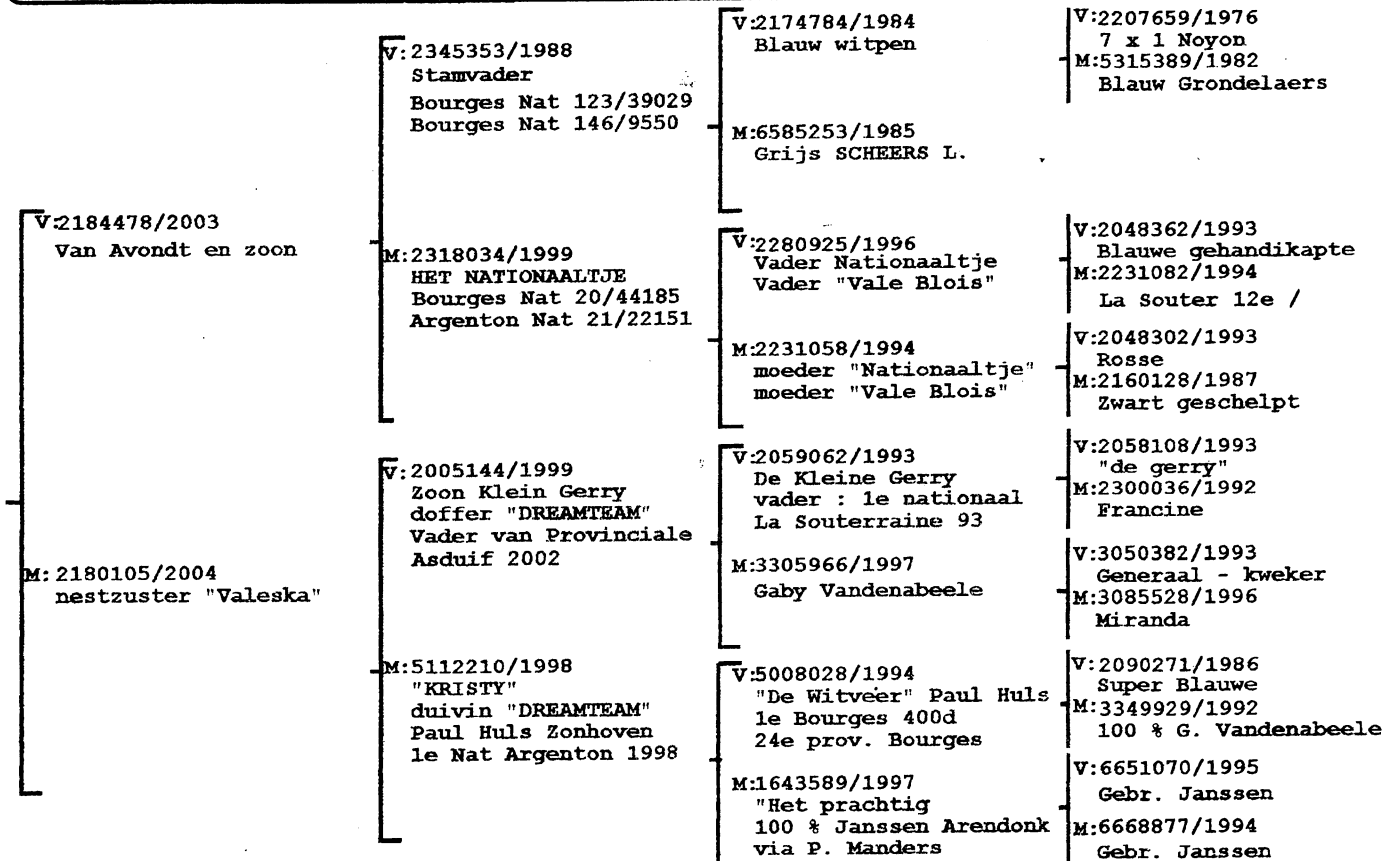 V:2184478/2003
Van Avondt en zoon
M:2180105/2004
nestzuster "Valeska"
V:2345353/1988
Stamvader
Bourges Nat 123/39029
Bourges Nat 146/9550
M:2318034/1999
HET NATIONAALTJE
Bourges Nat 20/44185
Argenton Nat 21/22151
V:2005144/1999
Zoon Klein Gerry
doffer "DREAMTEAM"
Vader van Provinciale
Asduif 2002
M:5112210/1998
"KRISTY"
duivin "DREAMTEAM"
Paul Huls Zonhoven
1e Nat Argenton 1998
V:2174784/1984
Blauw witpen
M:6585253/1985
Grijs SCHEERS L.
V:2280925/1996
Vader Nationaaltje
Vader "Vale Blois"
M:2231058/1994
moeder "Nationaaltje"
moeder "Vale Blois"
V:2059062/1993
De Kleine Gerry
vader : 1e nationaal
La Souterraine 93
M:3305966/1997
Gaby Vandenabeele
V:5008028/1994
"De Witveer" Paul Huls
1e Bourges 400d
24e prov. Bourges
M:1643589/1997
"Het prachtig
100 % Janssen Arendonk
via P. Manders
V:2207659/1976
7 x 1 Noyon
M:5315389/1982
Blauw Grondelaers
V:2048362/1993
Blauwe gehandikapte
M:2231082/1994
La Souter 12e /
V:2048302/1993
Rosse
M:2160128/1987
Zwart geschelpt
V:2058108/1993
"de gerry"
M:2300036/1992
Francine
V:3050382/1993
Generaal - kweker
M:3085528/1996
Miranda
V:2090271/1986
Super Blauwe
M:3349929/1992
100 % G. Vandenabeele
V:6651070/1995
Gebr. Janssen
M:6668877/1994
Gebr. Janssen